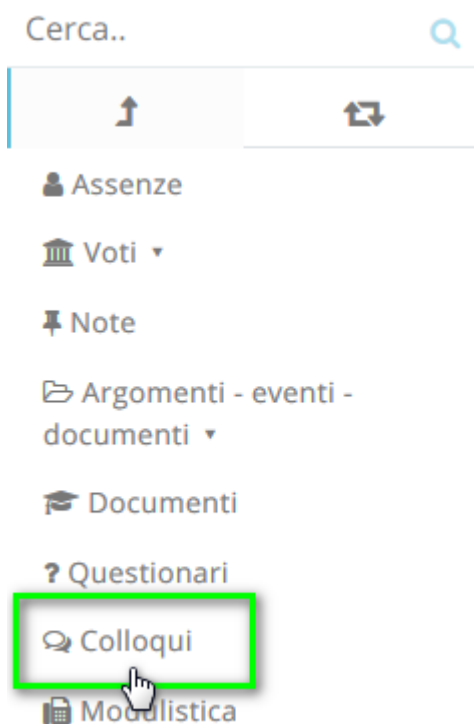 Cerca..
Assenze
Voti
Note
Argomenti - eventi -
documenti
Documenti
? Questionari
Colloqui
Modulistica